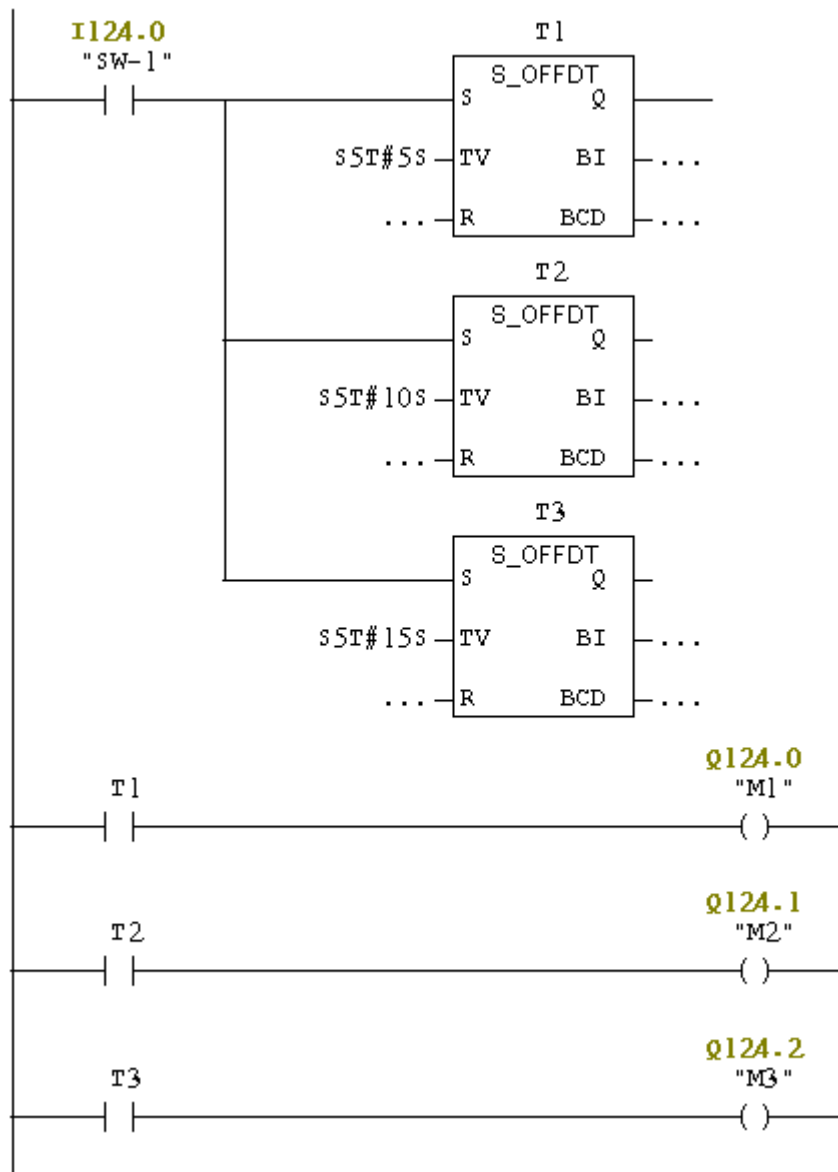 I124.0
"SW-1"
T1
S_OFFDT
S Q
S5T#5S TV BI ...
... R BCD ...
T2
S_OFFDT
S Q
S5T#10S TV BI ...
... R BCD ...
T3
S_OFFDT
S Q
S5T#15S TV BI ...
... R BCD ...
Q124.0
T1 "M1"
( )
Q124.1
T2 "M2"
( )
Q124.2
T3 "M3"
( )